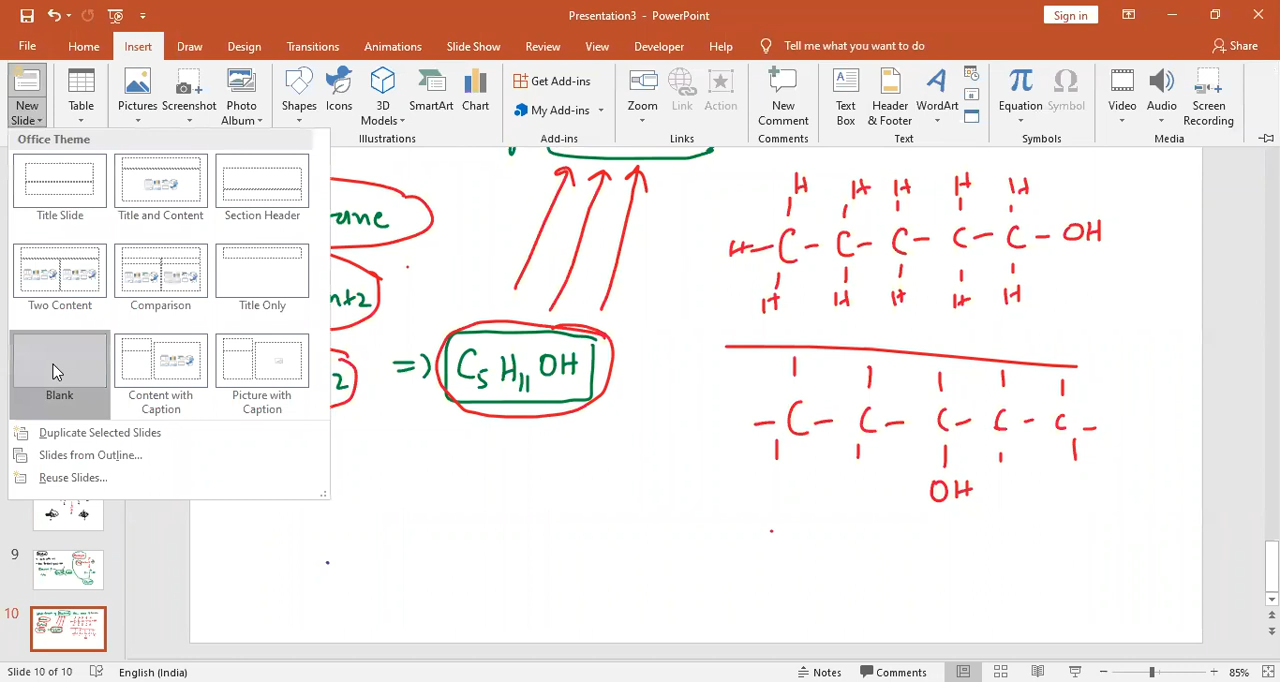 Presentation3 - PowerPoint
Sign in
File Home Insert Draw Design Transitions Animations Slide Show Review View Developer Help Tell me what you want to do Share
New Slide
Table
Pictures
Screenshot
Photo Album
Shapes
Icons
3D Models
SmartArt
Chart
Get Add-ins
My Add-ins
Zoom
Link
Action
New Comment
Text Box
Header & Footer
WordArt
Equation
Symbol
Video
Audio
Screen Recording
Illustrations
Add-ins
Links
Comments
Text
Symbols
Media
Office Theme
Title Slide
Title and Content
Section Header
Two Content
Comparison
Title Only
Blank
Content with Caption
Picture with Caption
Duplicate Selected Slides
Slides from Outline...
Reuse Slides...
ane
n+2
2
=) C5 H11 OH
H H H H H
H - C - C - C - C - C - OH
H H H H H
- C - C - C - C - C -
OH
9
10
Slide 10 of 10
English (India)
Notes
Comments
85%